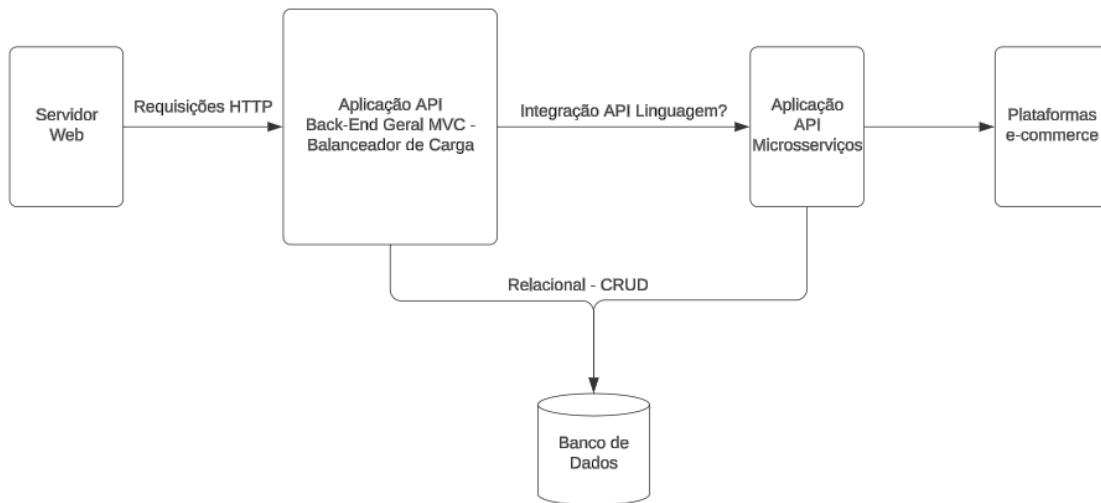 Servidor
Web
Requisições HTTP
Aplicação API
Back-End Geral MVC -
Balanceador de Carga
Integração API Linguagem?
Aplicação
API
Microsserviços
Plataformas
e-commerce
Relacional - CRUD
Banco de
Dados